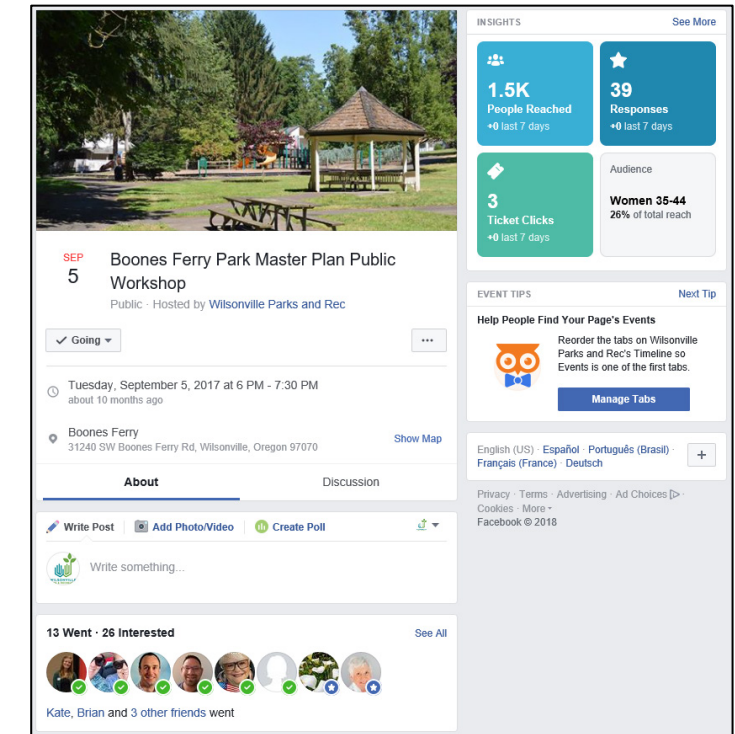 SEP
5
Boones Ferry Park Master Plan Public
Workshop
Public · Hosted by Wilsonville Parks and Rec
Going
Tuesday, September 5, 2017 at 6 PM - 7:30 PM
about 10 months ago
Boones Ferry
31240 SW Boones Ferry Rd, Wilsonville, Oregon 97070
Show Map
About
Discussion
Write Post
Add Photo/Video
Create Poll
Write something...
13 Went · 26 Interested
See All
Kate, Brian and 3 other friends went
INSIGHTS
See More
1.5K
People Reached
+0 last 7 days
39
Responses
+0 last 7 days
3
Ticket Clicks
+0 last 7 days
Audience
Women 35-44
26% of total reach
EVENT TIPS
Next Tip
Help People Find Your Page's Events
Reorder the tabs on Wilsonville
Parks and Rec's Timeline so
Events is one of the first tabs.
Manage Tabs
English (US) · Español · Português (Brasil) ·
Français (France) · Deutsch
+
Privacy · Terms · Advertising · Ad Choices ·
Cookies · More
Facebook © 2018